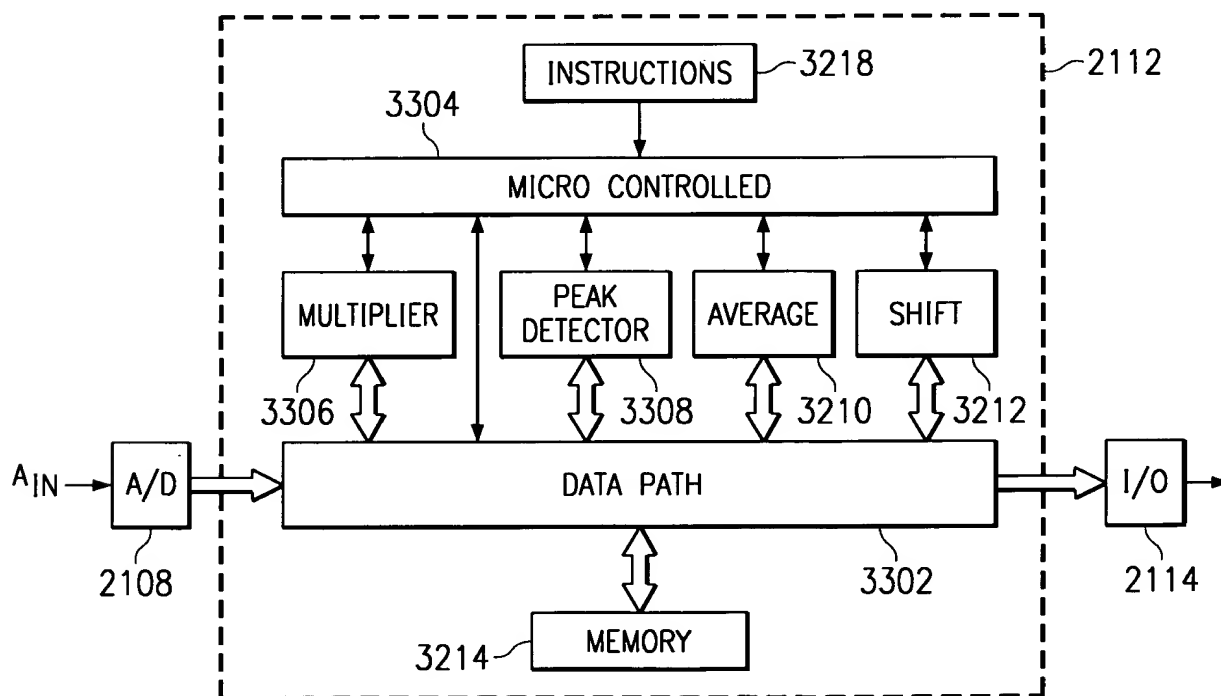 INSTRUCTIONS
3218
2112
3304
MICRO CONTROLLED
MULTIPLIER
PEAK
DETECTOR
AVERAGE
SHIFT
3306
3308
3210
3212
AIN
A/D
DATA PATH
I/O
2108
3302
2114
3214
MEMORY